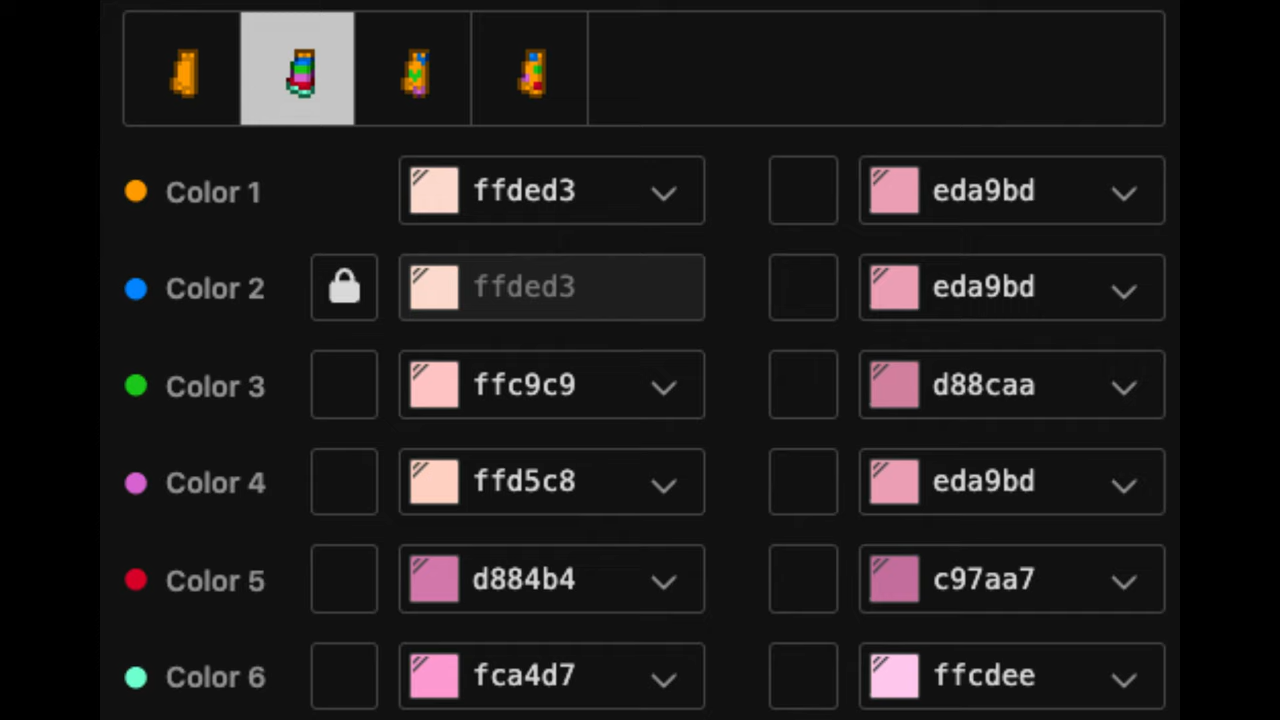 Color 1 ffded3 eda9bd
Color 2 ffded3 eda9bd
Color 3 ffc9c9 d88caa
Color 4 ffd5c8 eda9bd
Color 5 d884b4 c97aa7
Color 6 fca4d7 ffcdee